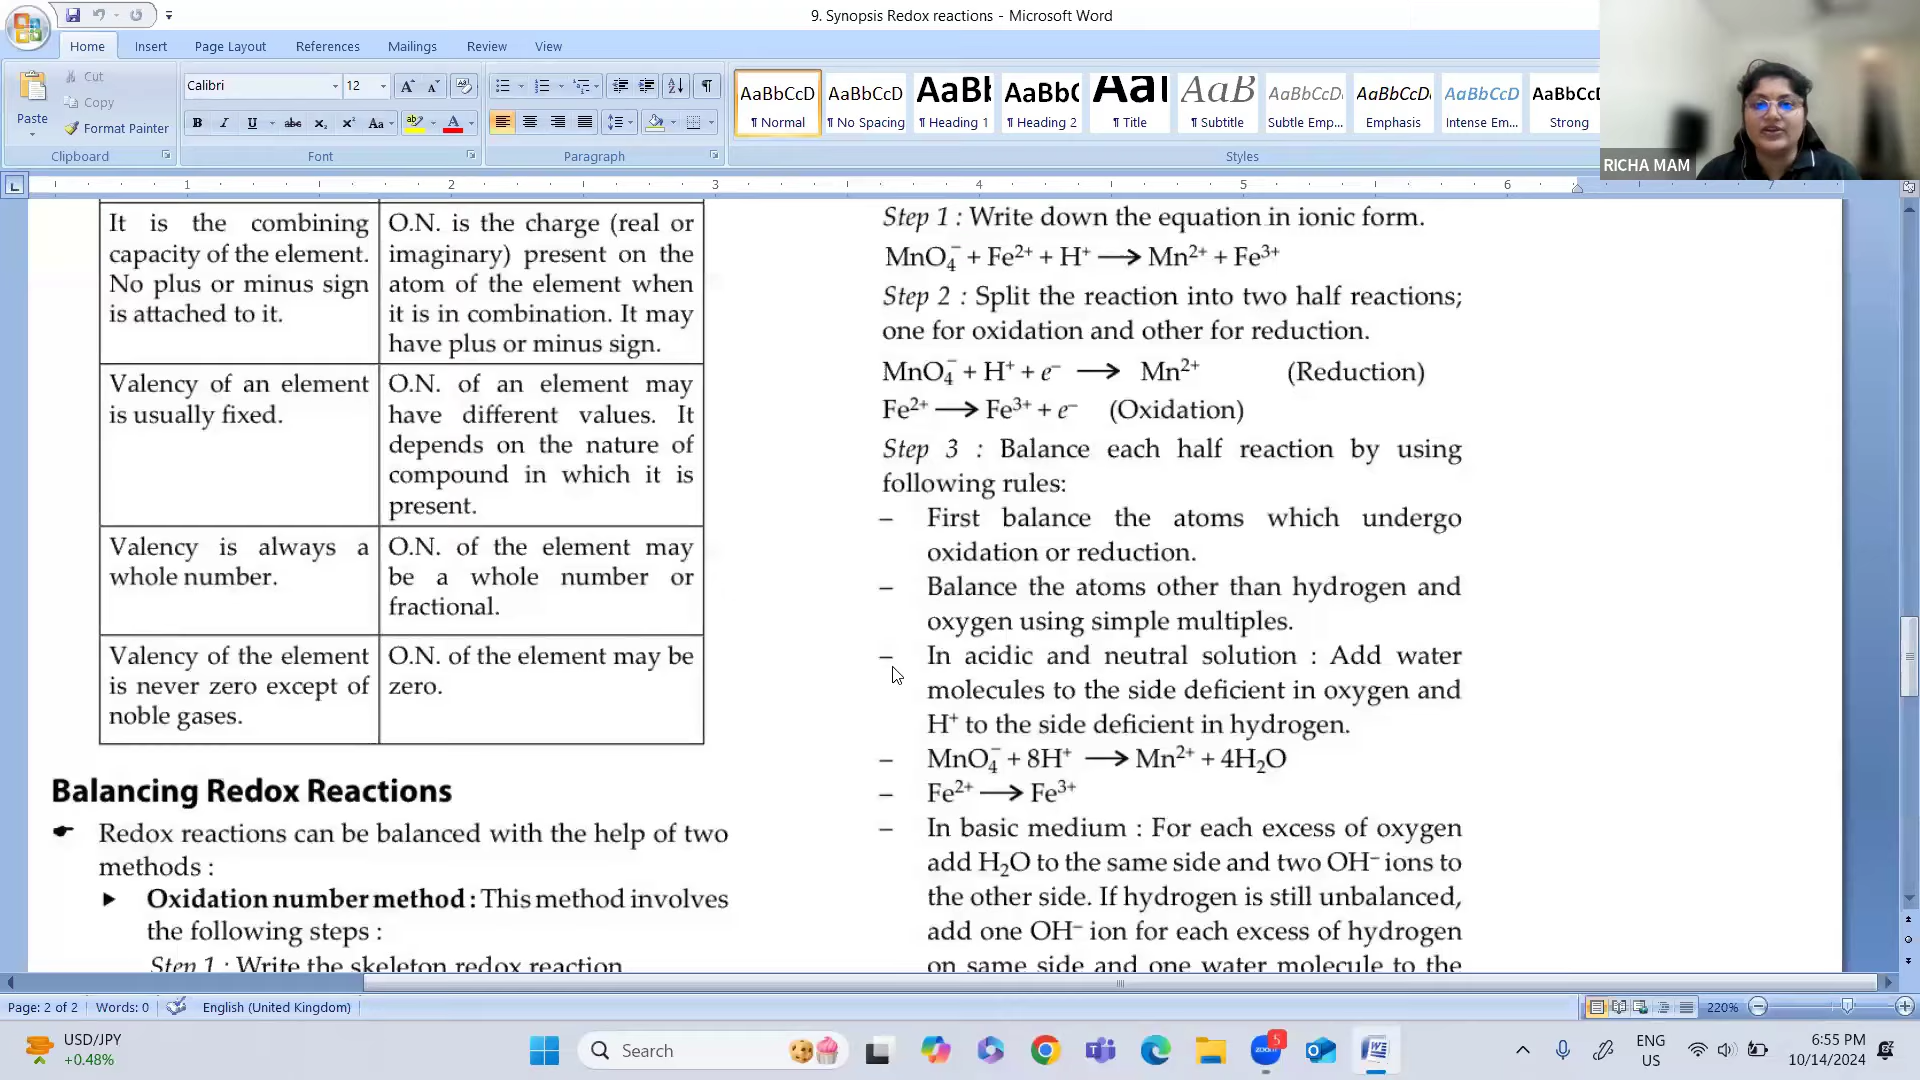 9. Synopsis Redox reactions - Microsoft Word
Home Insert Page Layout References Mailings Review View
Paste
Cut
Copy
Format Painter
Clipboard
Calibri 12
Font
Paragraph
AaBbCcD AaBbCcD AaBb AaBbC AaB AaBbCcD AaBbCcD AaBbCcD AaBbCcD
¶ Normal ¶ No Spacing ¶ Heading 1 ¶ Heading 2 ¶ Title ¶ Subtitle Subtle Emp... Emphasis Intense Em... Strong
Styles
RICHA MAM
1 2 3 4 5 6 7
It is the combining
capacity of the element.
No plus or minus sign
is attached to it.
O.N. is the charge (real or
imaginary) present on the
atom of the element when
it is in combination. It may
have plus or minus sign.
Valency of an element
is usually fixed.
O.N. of an element may
have different values. It
depends on the nature of
compound in which it is
present.
Valency is always a
whole number.
O.N. of the element may
be a whole number or
fractional.
Valency of the element
is never zero except of
noble gases.
O.N. of the element may be
zero.
Balancing Redox Reactions
Redox reactions can be balanced with the help of two
methods :
Oxidation number method : This method involves
the following steps :
Step 1 : Write the skeleton redox reaction
Step 1 : Write down the equation in ionic form.
MnO₄⁻ + Fe²⁺ + H⁺ ⟶ Mn²⁺ + Fe³⁺
Step 2 : Split the reaction into two half reactions;
one for oxidation and other for reduction.
MnO₄⁻ + H⁺ + e⁻ ⟶ Mn²⁺ (Reduction)
Fe²⁺ ⟶ Fe³⁺ + e⁻ (Oxidation)
Step 3 : Balance each half reaction by using
following rules:
– First balance the atoms which undergo
oxidation or reduction.
– Balance the atoms other than hydrogen and
oxygen using simple multiples.
– In acidic and neutral solution : Add water
molecules to the side deficient in oxygen and
H⁺ to the side deficient in hydrogen.
– MnO₄⁻ + 8H⁺ ⟶ Mn²⁺ + 4H₂O
– Fe²⁺ ⟶ Fe³⁺
– In basic medium : For each excess of oxygen
add H₂O to the same side and two OH⁻ ions to
the other side. If hydrogen is still unbalanced,
add one OH⁻ ion for each excess of hydrogen
on same side and one water molecule to the
Page: 2 of 2 Words: 0 English (United Kingdom) 220%
USD/JPY
+0.48%
Search
zoom 5
ENG
US
6:55 PM
10/14/2024